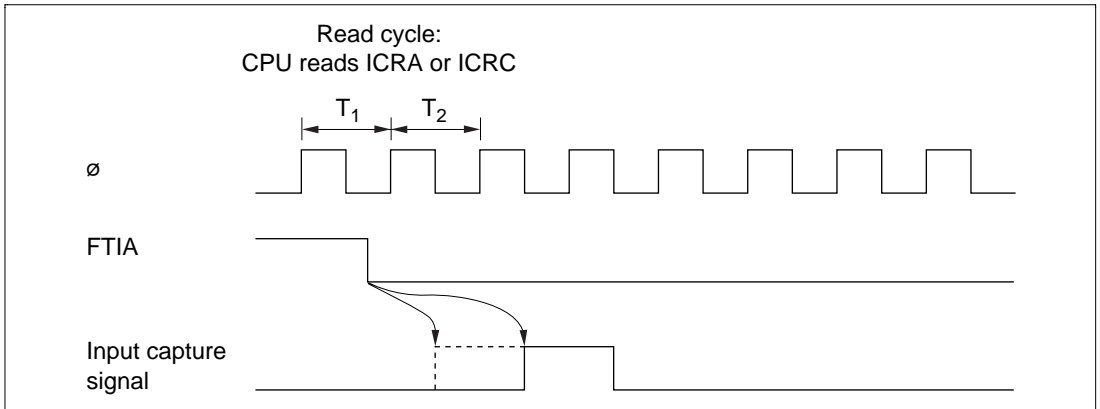 Read cycle:
CPU reads ICRA or ICRC
T1 T2
ø
FTIA
Input capture
signal